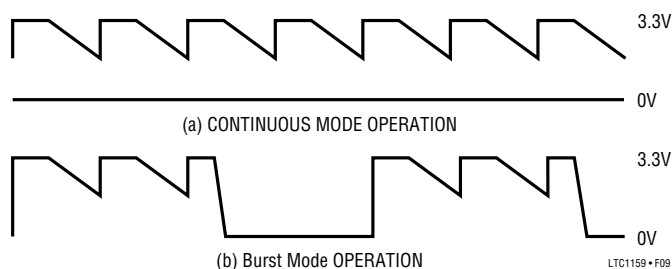 3.3V
0V
(a) CONTINUOUS MODE OPERATION
3.3V
0V
(b) Burst Mode OPERATION
LTC1159 • F09